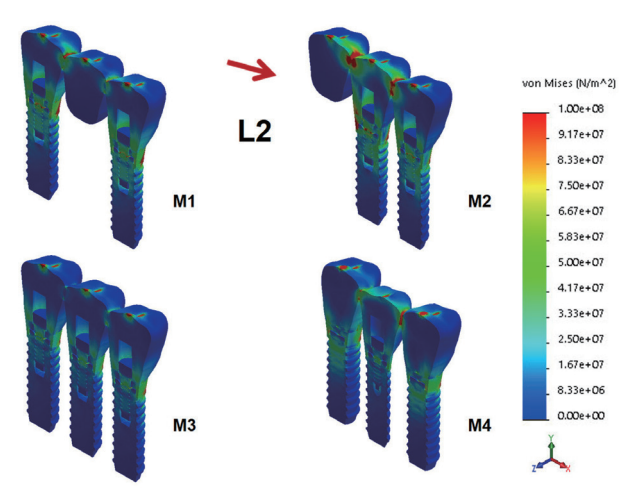 L2
M1
M2
M3
M4
von Mises (N/m^2)
1.00e+08
9.17e+07
8.33e+07
7.50e+07
6.67e+07
5.83e+07
5.00e+07
4.17e+07
3.33e+07
2.50e+07
1.67e+07
8.33e+06
0.00e+00
Y
Z
X